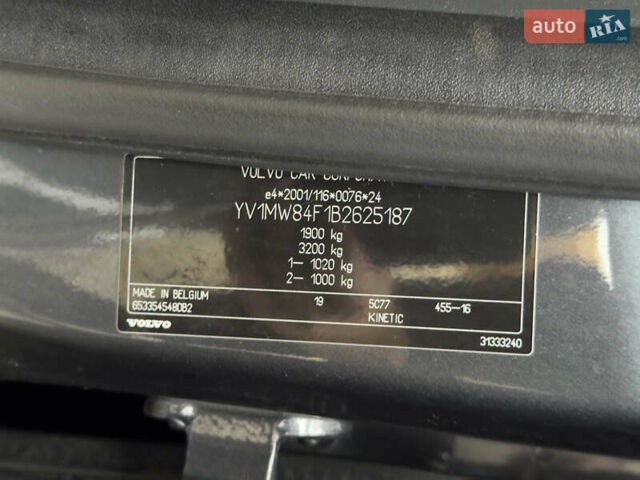 auto RIA
.com
VOLVO CAR CORPORATION
e4*2001/116*0076*24
YV1MW84F1B2625187
1900 kg
3200 kg
1– 1020 kg
2– 1000 kg
MADE IN BELGIUM 19 5C77 455–16
653354548DB2 KINETIC
VOLVO 31333240